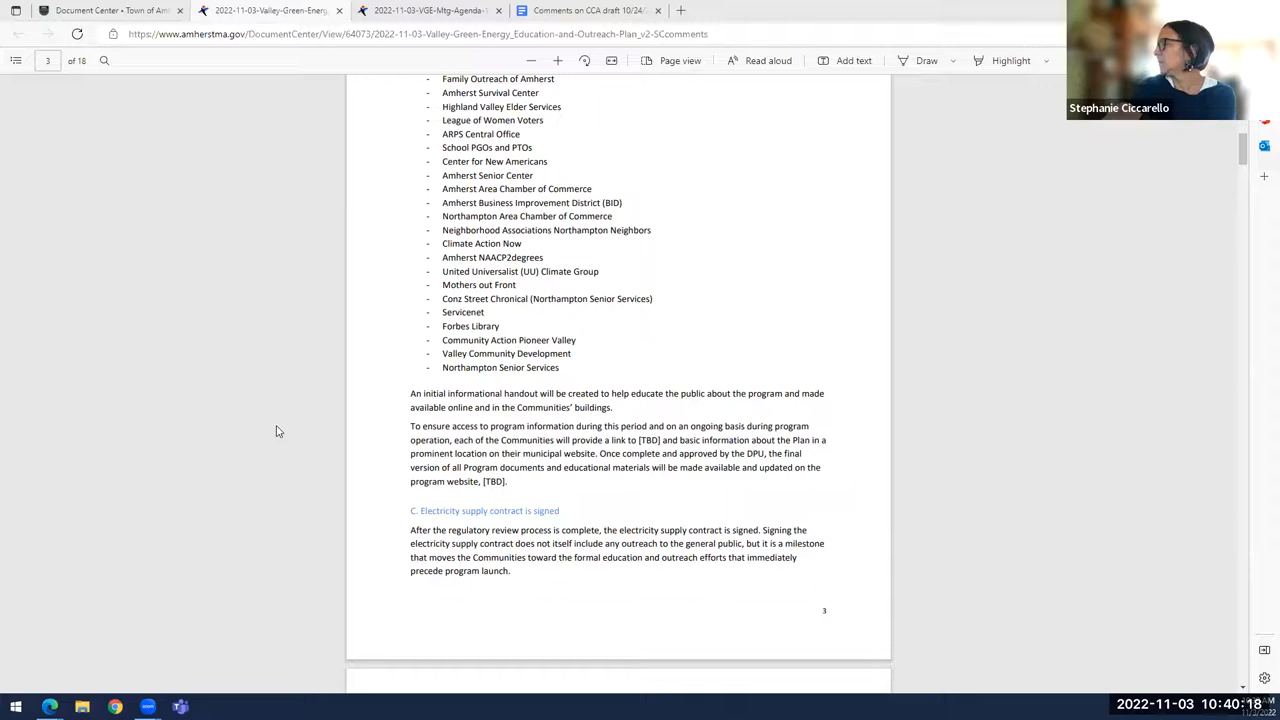 Document Center • Town of Am
2022-11-03-Valley-Green-Energ
2022-11-03-VGE-Mtg-Agenda-
Comments on CCA draft 10/24/
https://www.amherstma.gov/DocumentCenter/View/64073/2022-11-03-Valley-Green-Energy_Education-and-Outreach-Plan_v2-SCcomments
3 of 18
Page view
Read aloud
Add text
Draw
Highlight
Stephanie Ciccarello
- Family Outreach of Amherst
- Amherst Survival Center
- Highland Valley Elder Services
- League of Women Voters
- ARPS Central Office
- School PGOs and PTOs
- Center for New Americans
- Amherst Senior Center
- Amherst Area Chamber of Commerce
- Amherst Business Improvement District (BID)
- Northampton Area Chamber of Commerce
- Neighborhood Associations Northampton Neighbors
- Climate Action Now
- Amherst NAACP2degrees
- United Universalist (UU) Climate Group
- Mothers out Front
- Conz Street Chronical (Northampton Senior Services)
- Servicenet
- Forbes Library
- Community Action Pioneer Valley
- Valley Community Development
- Northampton Senior Services
An initial informational handout will be created to help educate the public about the program and made
available online and in the Communities' buildings.
To ensure access to program information during this period and on an ongoing basis during program
operation, each of the Communities will provide a link to [TBD] and basic information about the Plan in a
prominent location on their municipal website. Once complete and approved by the DPU, the final
version of all Program documents and educational materials will be made available and updated on the
program website, [TBD].
C. Electricity supply contract is signed
After the regulatory review process is complete, the electricity supply contract is signed. Signing the
electricity supply contract does not itself include any outreach to the general public, but it is a milestone
that moves the Communities toward the formal education and outreach efforts that immediately
precede program launch.
3
2022-11-03 10:40:18